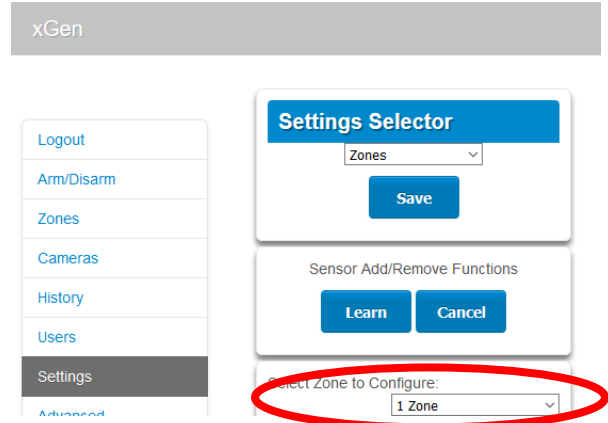 xGen
Logout
Arm/Disarm
Zones
Cameras
History
Users
Settings
Advanced
Settings Selector
Zones
Save
Sensor Add/Remove Functions
Learn Cancel
Select Zone to Configure:
1 Zone